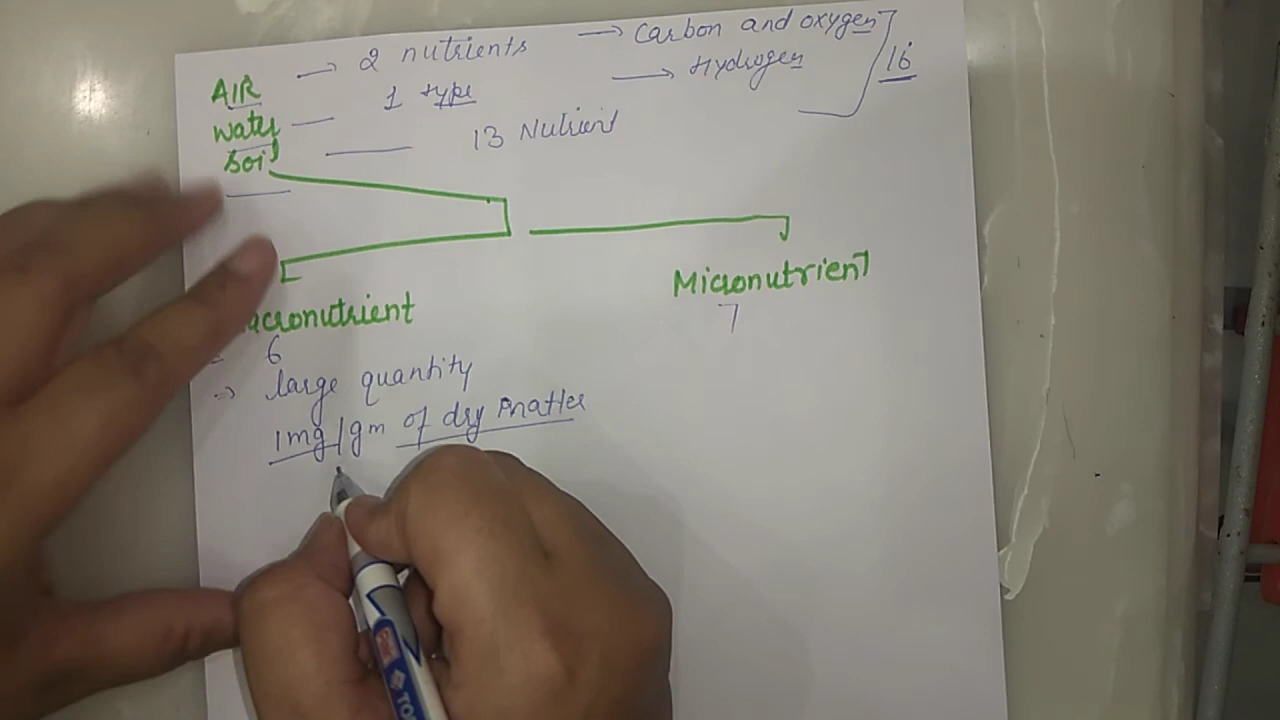 AIR → 2 nutrients → Carbon and oxygen
Water — 1 type → Hydrogen 16
Soil — 13 Nutrient
acronutrient Micronutrient
6 7
⇒ large quantity
1mg/gm of dry matter